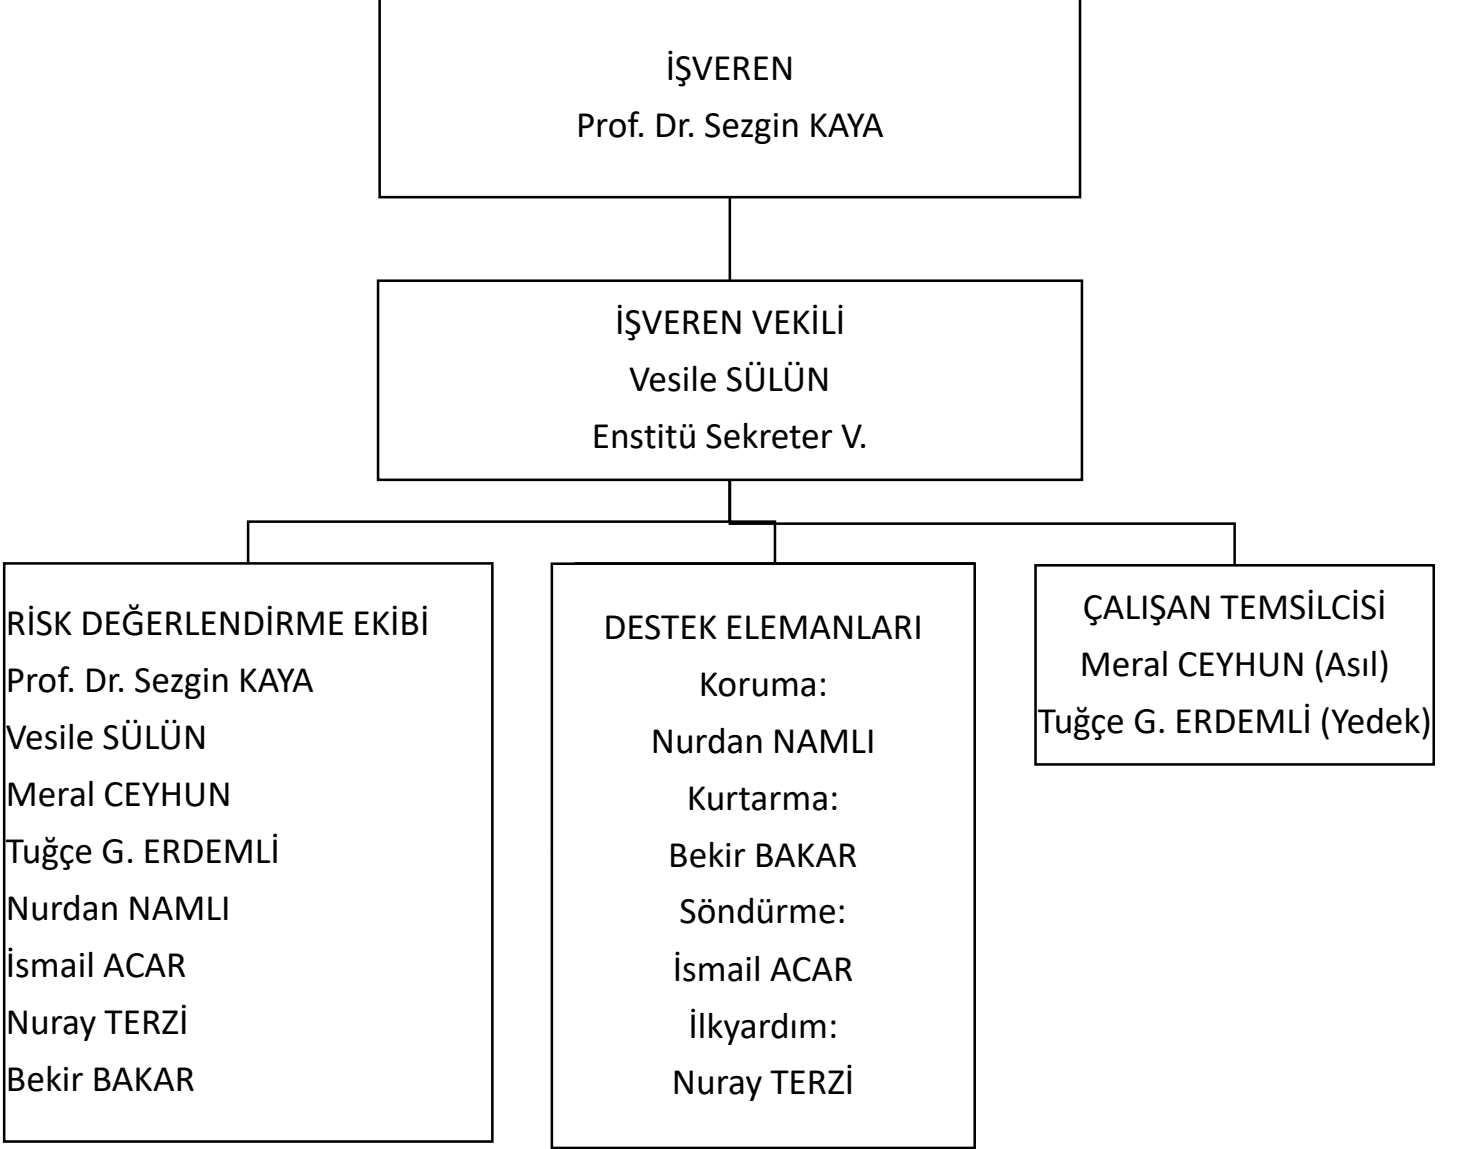 İŞVEREN
Prof. Dr. Sezgin KAYA
İŞVEREN VEKİLİ
Vesile SÜLÜN
Enstitü Sekreter V.
RİSK DEĞERLENDİRME EKİBİ
Prof. Dr. Sezgin KAYA
Vesile SÜLÜN
Meral CEYHUN
Tuğçe G. ERDEMLİ
Nurdan NAMLI
İsmail ACAR
Nuray TERZİ
Bekir BAKAR
DESTEK ELEMANLARI
Koruma:
Nurdan NAMLI
Kurtarma:
Bekir BAKAR
Söndürme:
İsmail ACAR
İlkyardım:
Nuray TERZİ
ÇALIŞAN TEMSİLCİSİ
Meral CEYHUN (Asıl)
Tuğçe G. ERDEMLİ (Yedek)